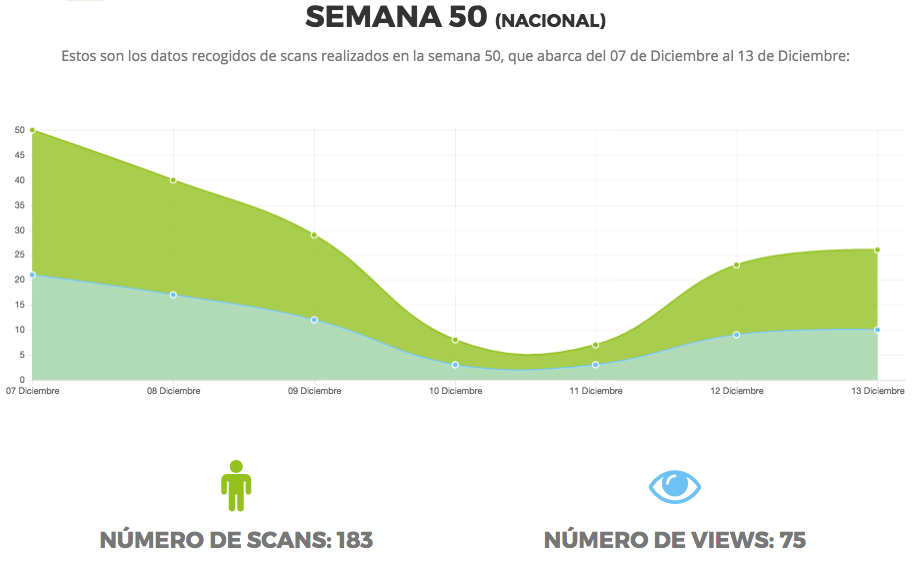 SEMANA 50 (NACIONAL)
Estos son los datos recogidos de scans realizados en la semana 50, que abarca del 07 de Diciembre al 13 de Diciembre:
50
45
40
35
30
25
20
15
10
5
0
07 Diciembre 08 Diciembre 09 Diciembre 10 Diciembre 11 Diciembre 12 Diciembre 13 Diciembre
NÚMERO DE SCANS: 183 NÚMERO DE VIEWS: 75